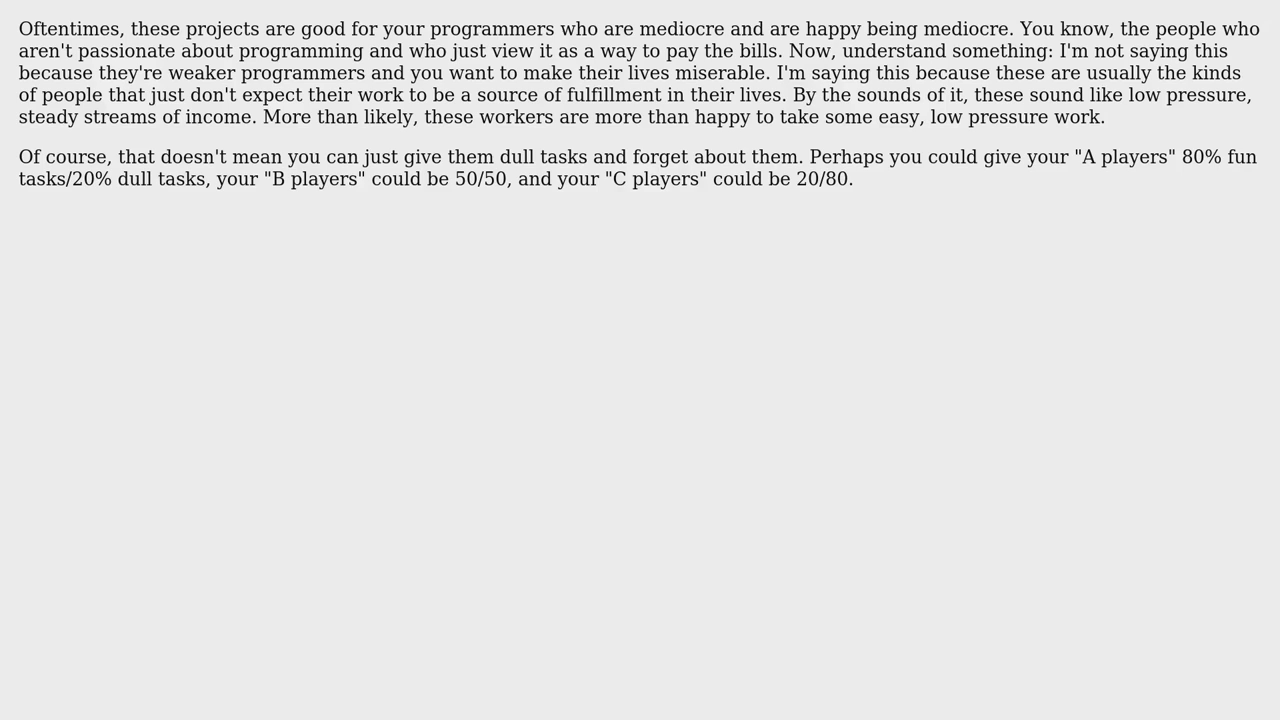 Oftentimes, these projects are good for your programmers who are mediocre and are happy being mediocre. You know, the people who
aren't passionate about programming and who just view it as a way to pay the bills. Now, understand something: I'm not saying this
because they're weaker programmers and you want to make their lives miserable. I'm saying this because these are usually the kinds
of people that just don't expect their work to be a source of fulfillment in their lives. By the sounds of it, these sound like low pressure,
steady streams of income. More than likely, these workers are more than happy to take some easy, low pressure work.
Of course, that doesn't mean you can just give them dull tasks and forget about them. Perhaps you could give your "A players" 80% fun
tasks/20% dull tasks, your "B players" could be 50/50, and your "C players" could be 20/80.